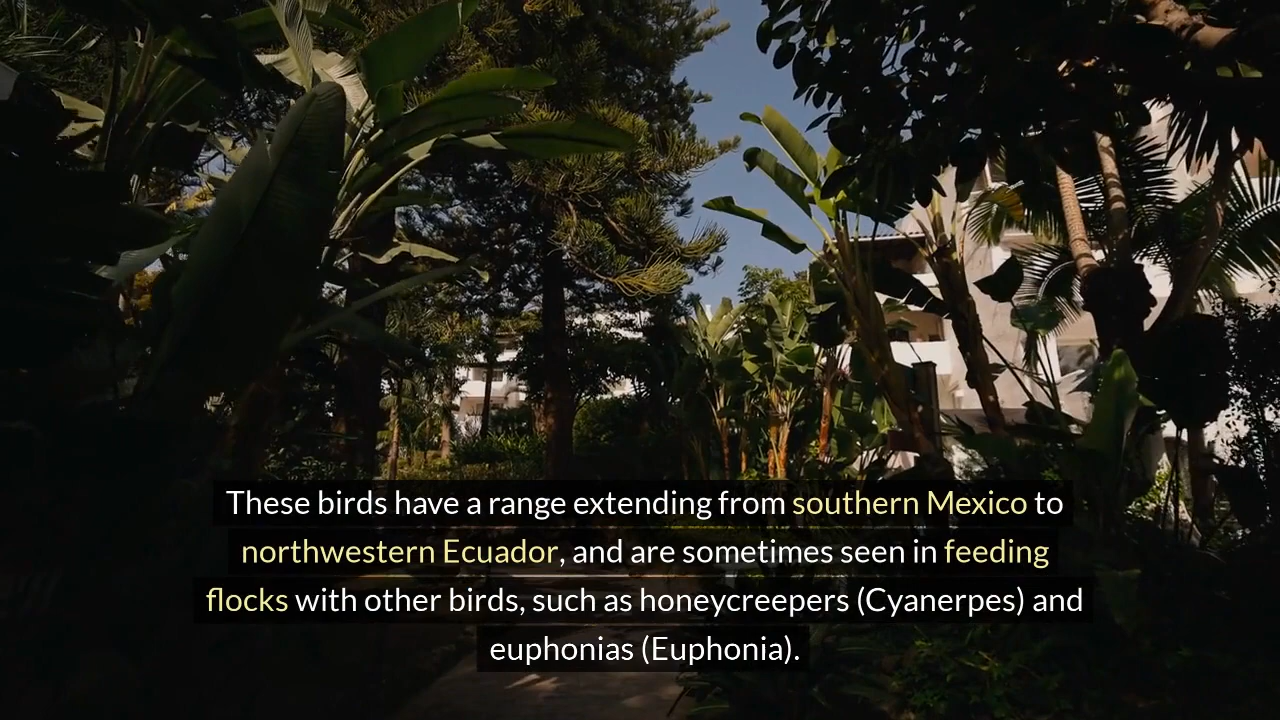 These birds have a range extending from southern Mexico to
northwestern Ecuador, and are sometimes seen in feeding
flocks with other birds, such as honeycreepers (Cyanerpes) and
euphonias (Euphonia).